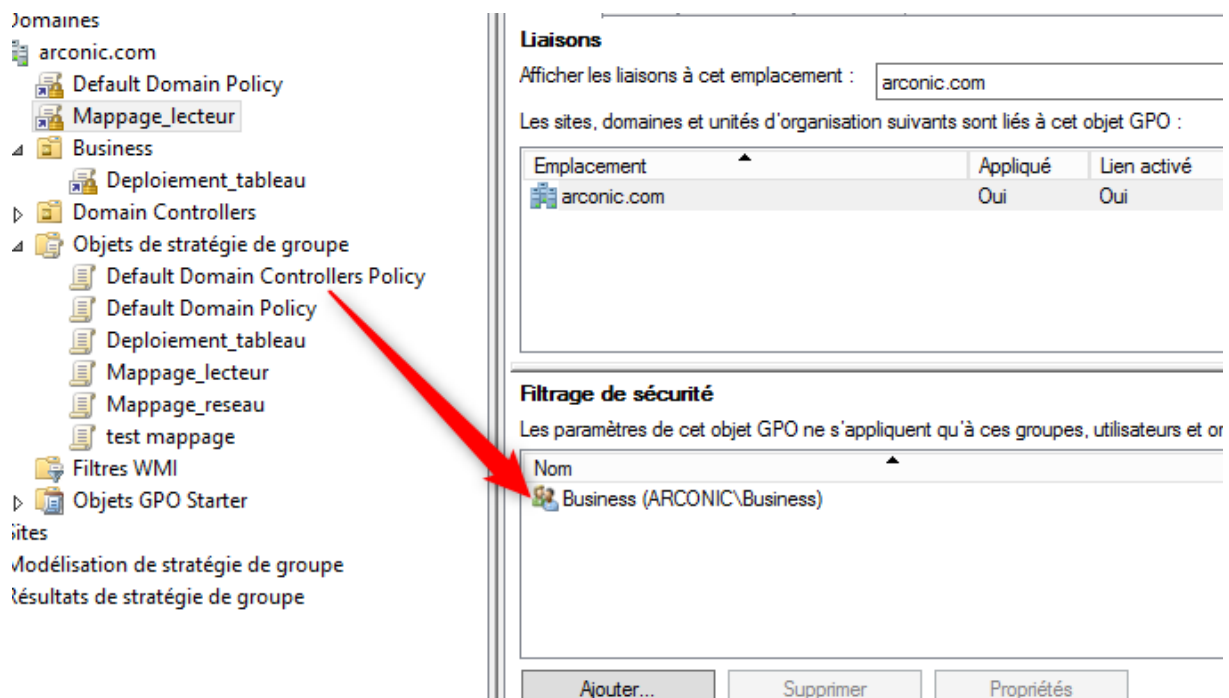 Domaines
arconic.com
Default Domain Policy
Mappage_lecteur
Business
Deploiement_tableau
Domain Controllers
Objets de stratégie de groupe
Default Domain Controllers Policy
Default Domain Policy
Deploiement_tableau
Mappage_lecteur
Mappage_reseau
test mappage
Filtres WMI
Objets GPO Starter
Sites
Modélisation de stratégie de groupe
Résultats de stratégie de groupe
Liaisons
Afficher les liaisons à cet emplacement : arconic.com
Les sites, domaines et unités d'organisation suivants sont liés à cet objet GPO :
Emplacement Appliqué Lien activé
arconic.com Oui Oui
Filtrage de sécurité
Les paramètres de cet objet GPO ne s'appliquent qu'à ces groupes, utilisateurs et or
Nom
Business (ARCONIC\Business)
Ajouter... Supprimer Propriétés